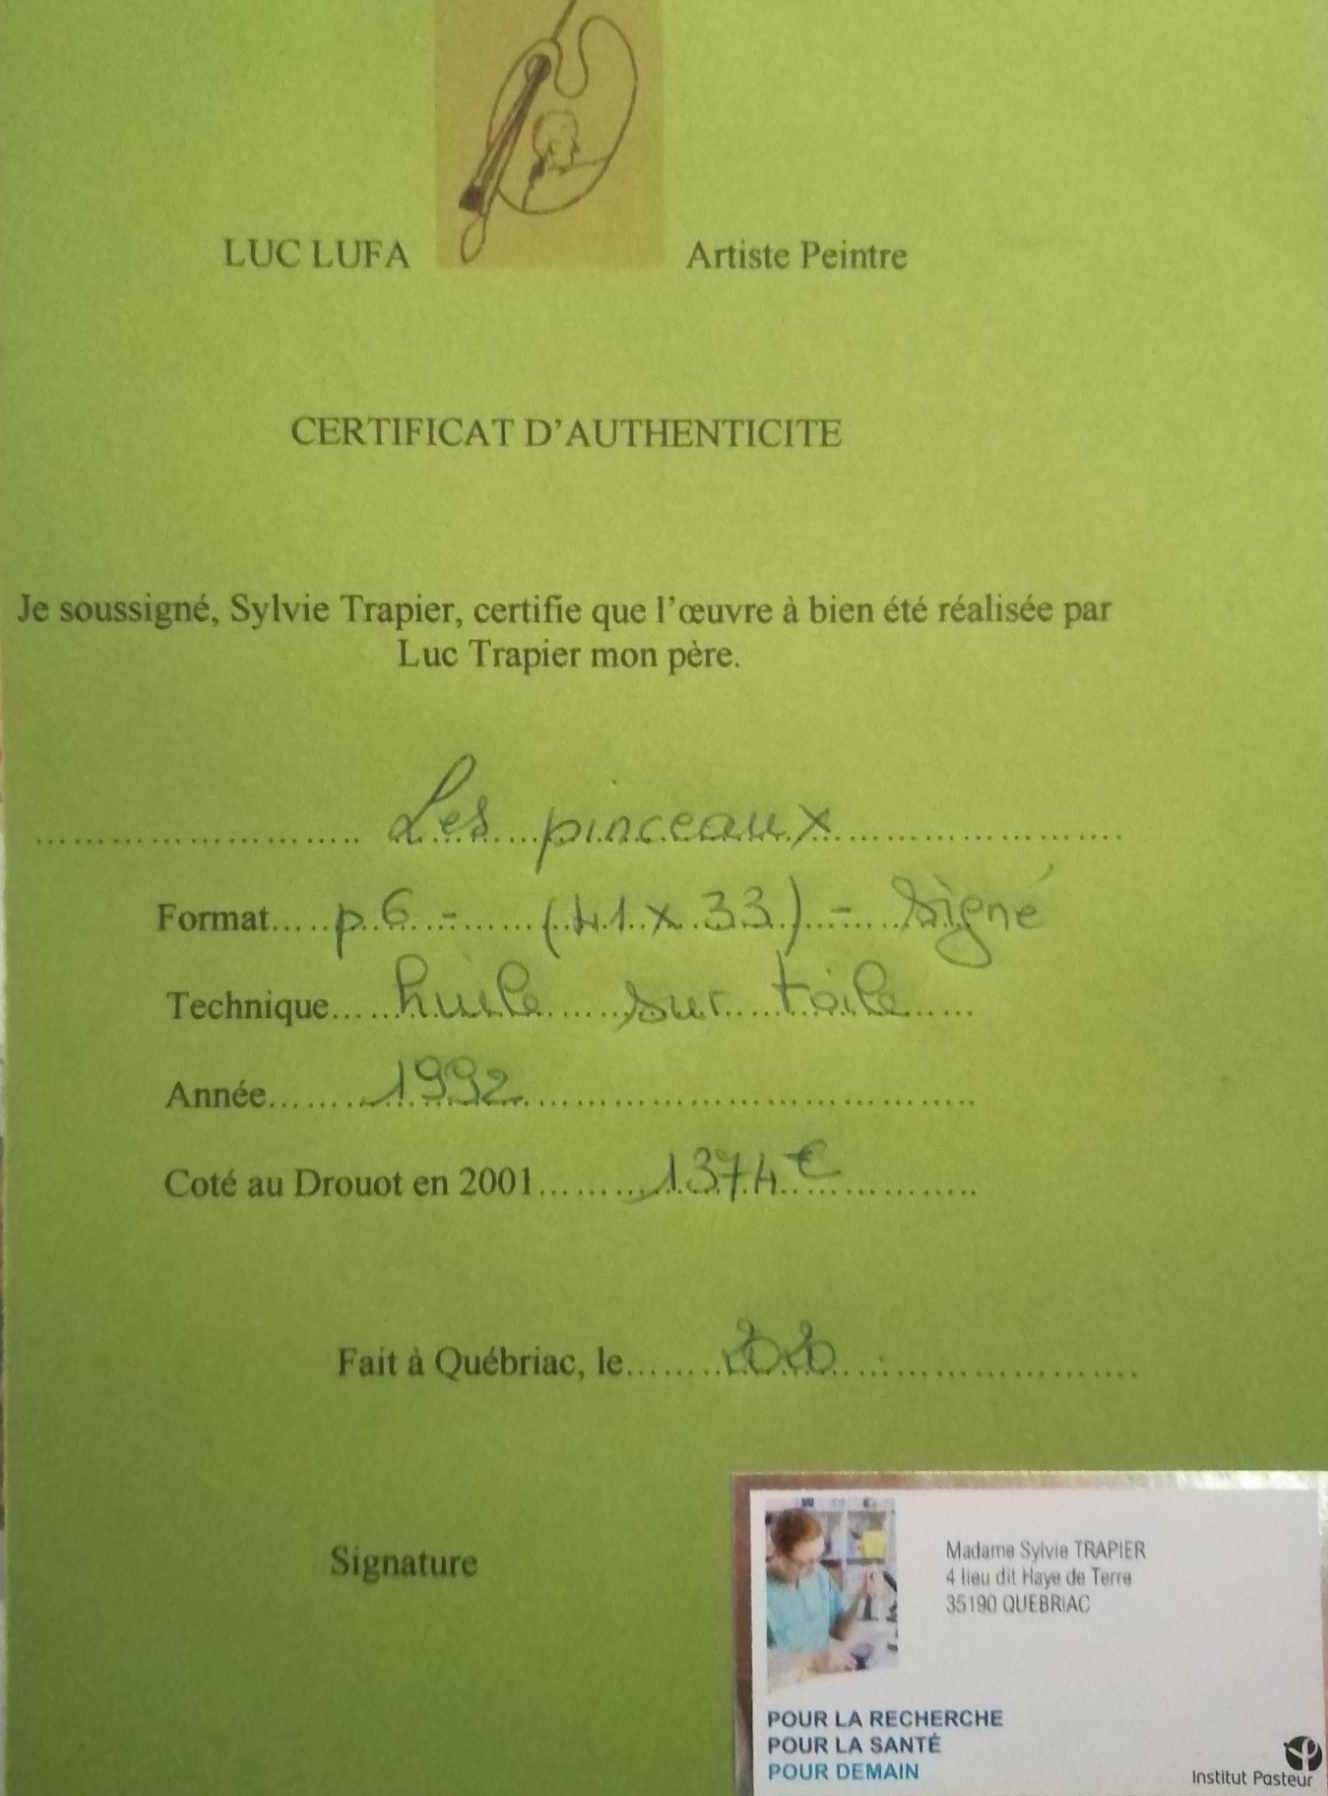 LUC LUFA Artiste Peintre
CERTIFICAT D'AUTHENTICITE
Je soussigné, Sylvie Trapier, certifie que l'œuvre à bien été réalisée par
Luc Trapier mon père.
Les pinceaux
Format.....p 6 - (41 x 33) - signé
Technique.....huile sur toile
Année.......1992
Coté au Drouot en 2001.........1374€
Fait à Québriac, le.......2020
Signature
Madame Sylvie TRAPIER
4 lieu dit Haye de Terre
35190 QUEBRIAC
POUR LA RECHERCHE
POUR LA SANTÉ
POUR DEMAIN
Institut Pasteur